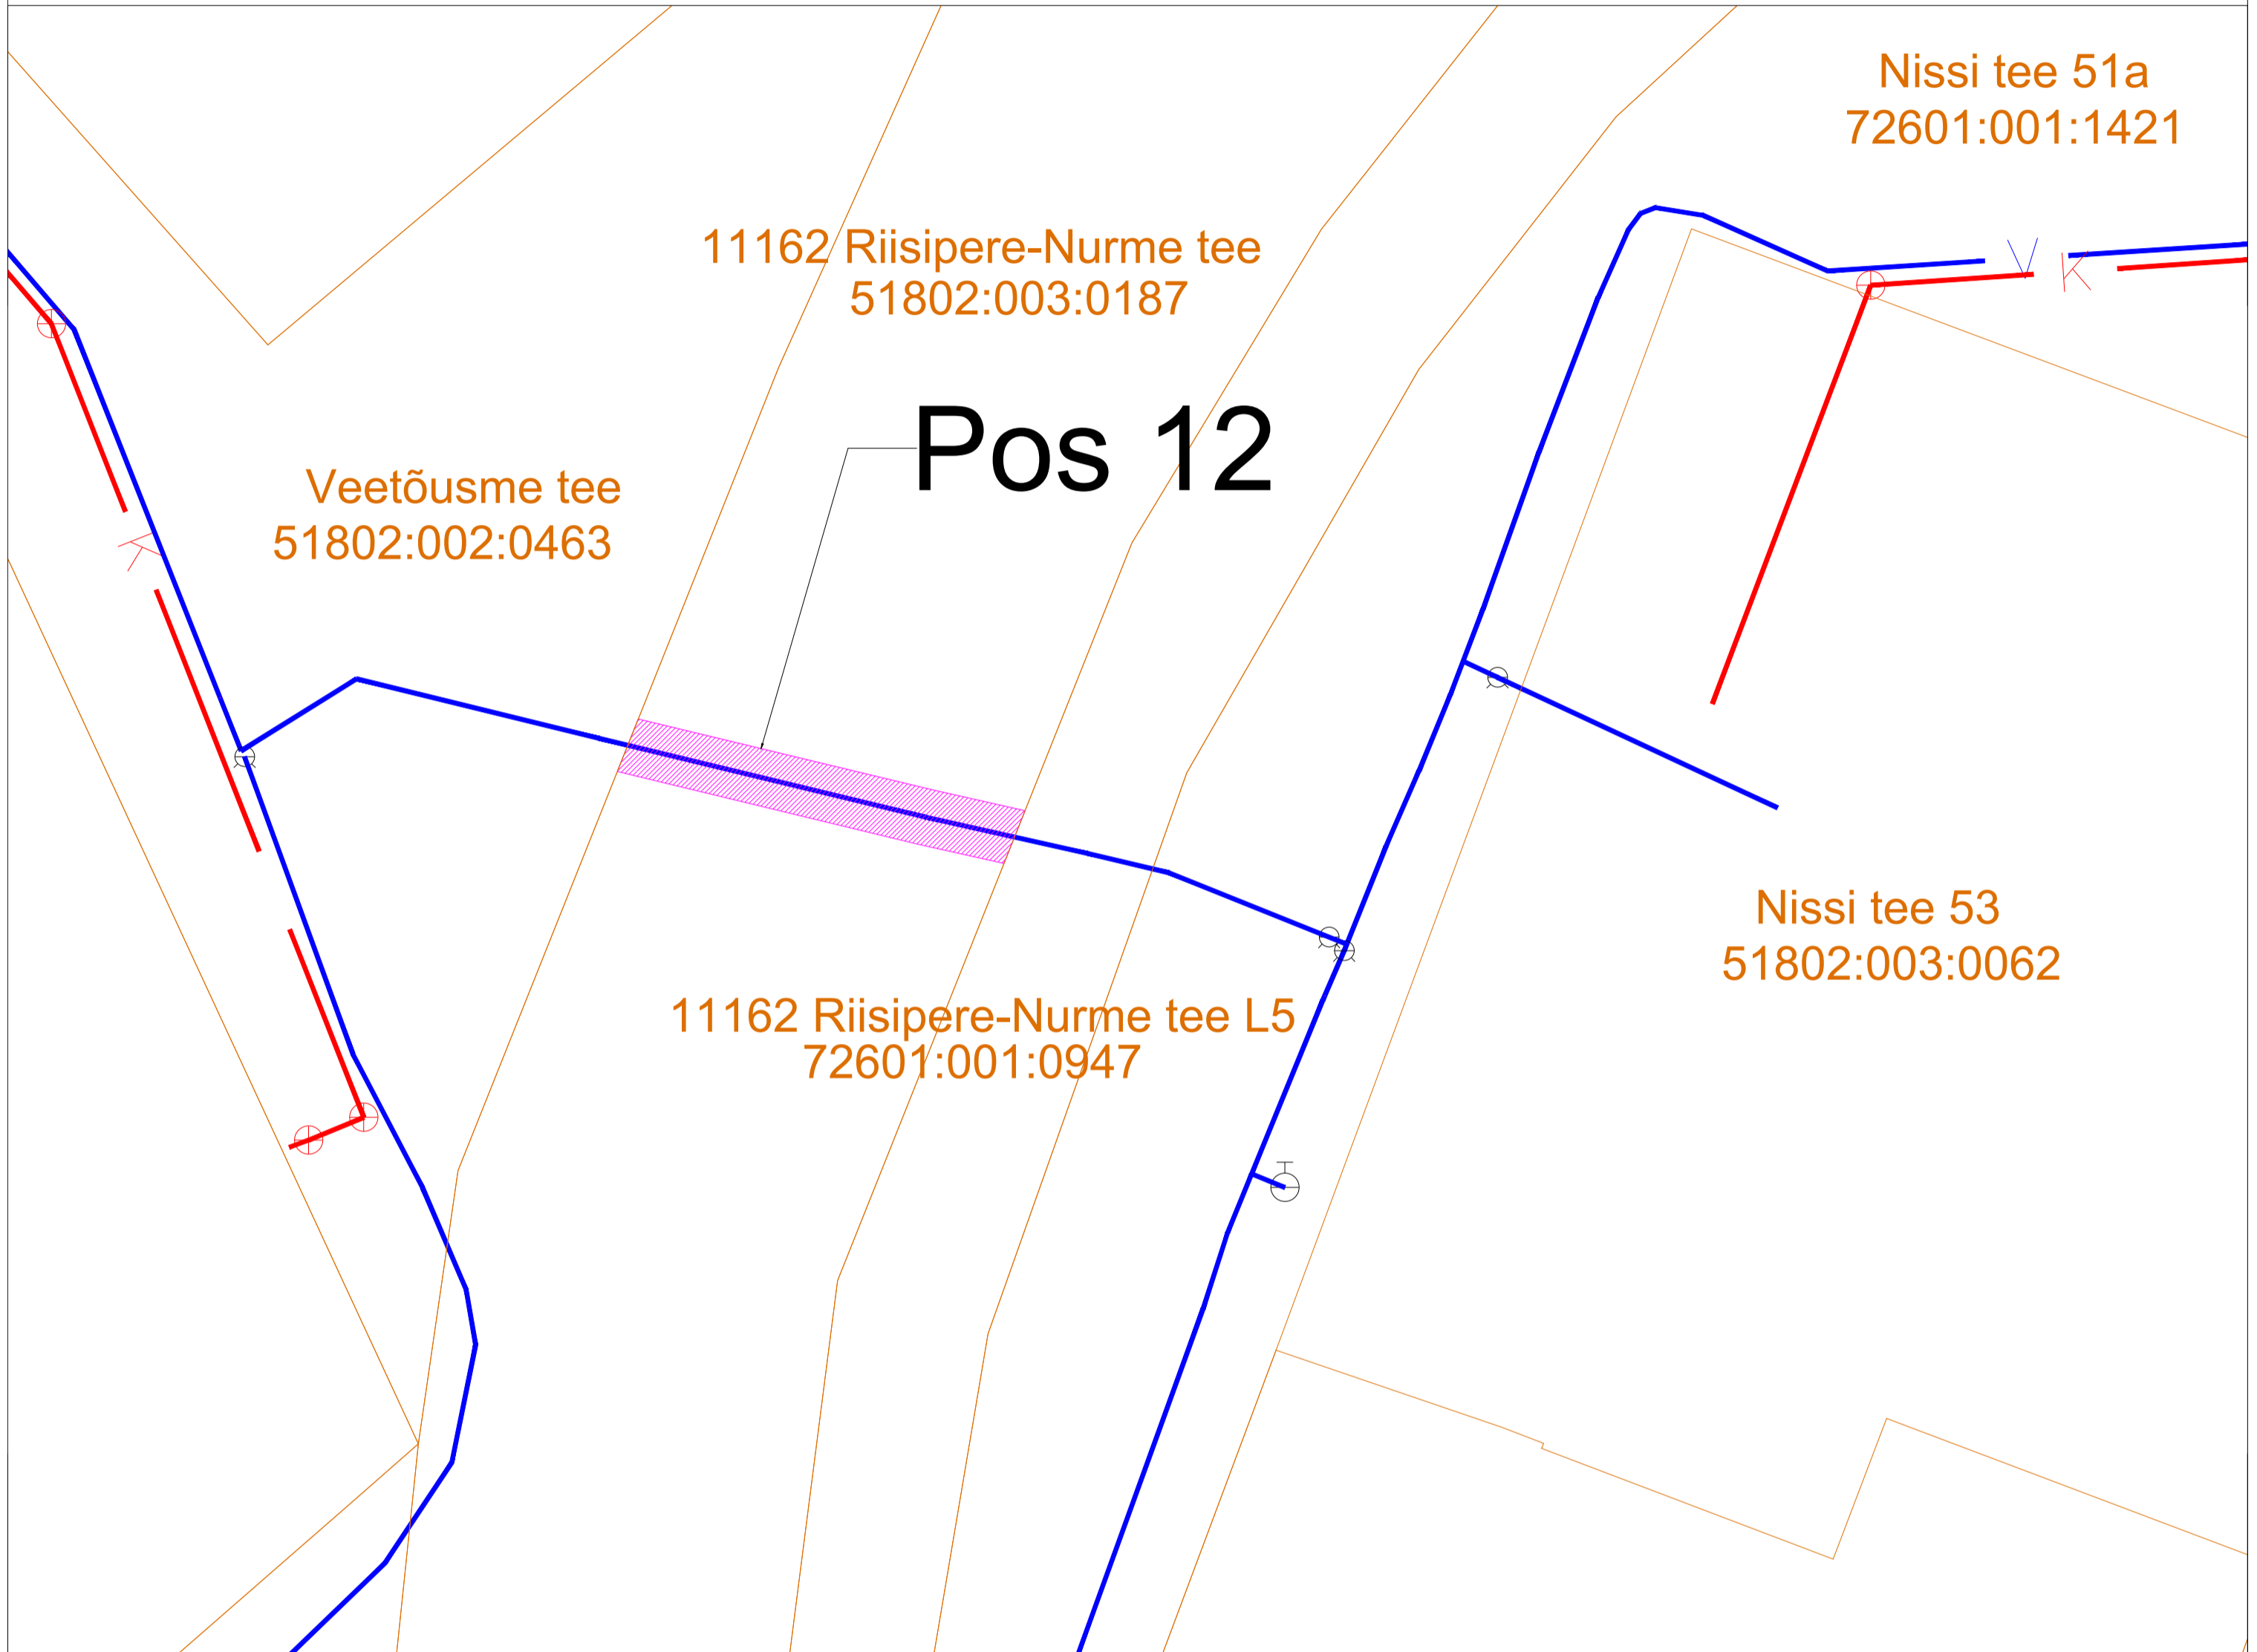 Nissi tee 51a
72601:001:1421
11162 Riisipere-Nurme tee
51802:003:0187
V
K
Pos 12
Veetõusme tee
51802:002:0463
K
Nissi tee 53
51802:003:0062
11162 Riisipere-Nurme tee L5
72601:001:0947